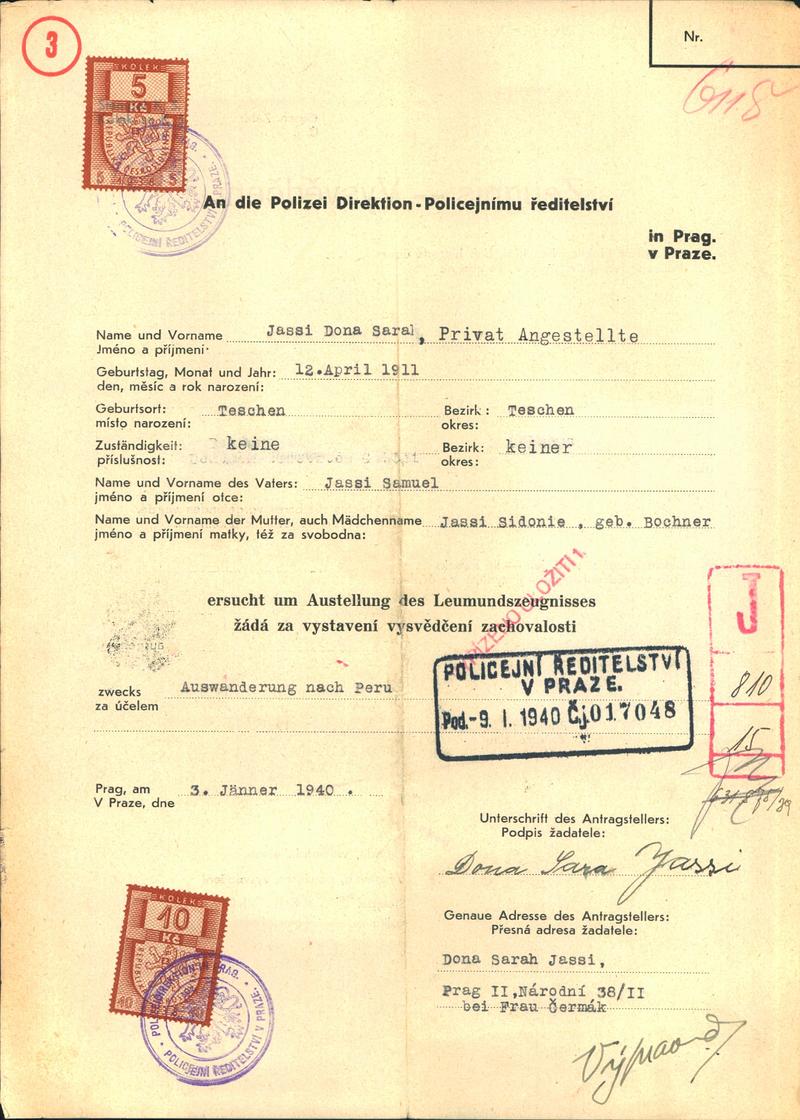 3
Nr.
6118
KOLEK
5
Kč
An die Polizei Direktion - Policejnímu ředitelství
in Prag.
v Praze.
Name und Vorname Jassi Dona Sarah, Privat Angestellte
Jméno a příjmení
Geburtstag, Monat und Jahr: 12.April 1911
den, měsíc a rok narození:
Geburtsort: Teschen Bezirk: Teschen
místo narození: okres:
Zuständigkeit: keine Bezirk: keiner
příslušnost: okres:
Name und Vorname des Vaters: Jassi Samuel
jméno a příjmení otce:
Name und Vorname der Mutter, auch Mädchenname Jassi Sidonie , geb. Bochner
jméno a příjmení matky, též za svobodna:
ersucht um Austellung des Leumundszeugnisses
žádá za vystavení vysvědčení zachovalosti
J
zwecks Auswanderung nach Peru
za účelem
POLICEJNÍ ŘEDITELSTVÍ
V PRAZE.
Pod. -9. I. 1940 Čj.017048
810
15
Prag, am 3. Jänner 1940 .
V Praze, dne
Unterschrift des Antragstellers:
Podpis žadatele:
Dona Sara Jassi
Genaue Adresse des Antragstellers:
Přesná adresa žadatele:
Dona Sarah Jassi,
Prag II,Národní 38/II
bei Frau Čermák
KOLEK
10
Kč
POLICEJNÍ ŘEDITELSTVÍ V PRAZE.